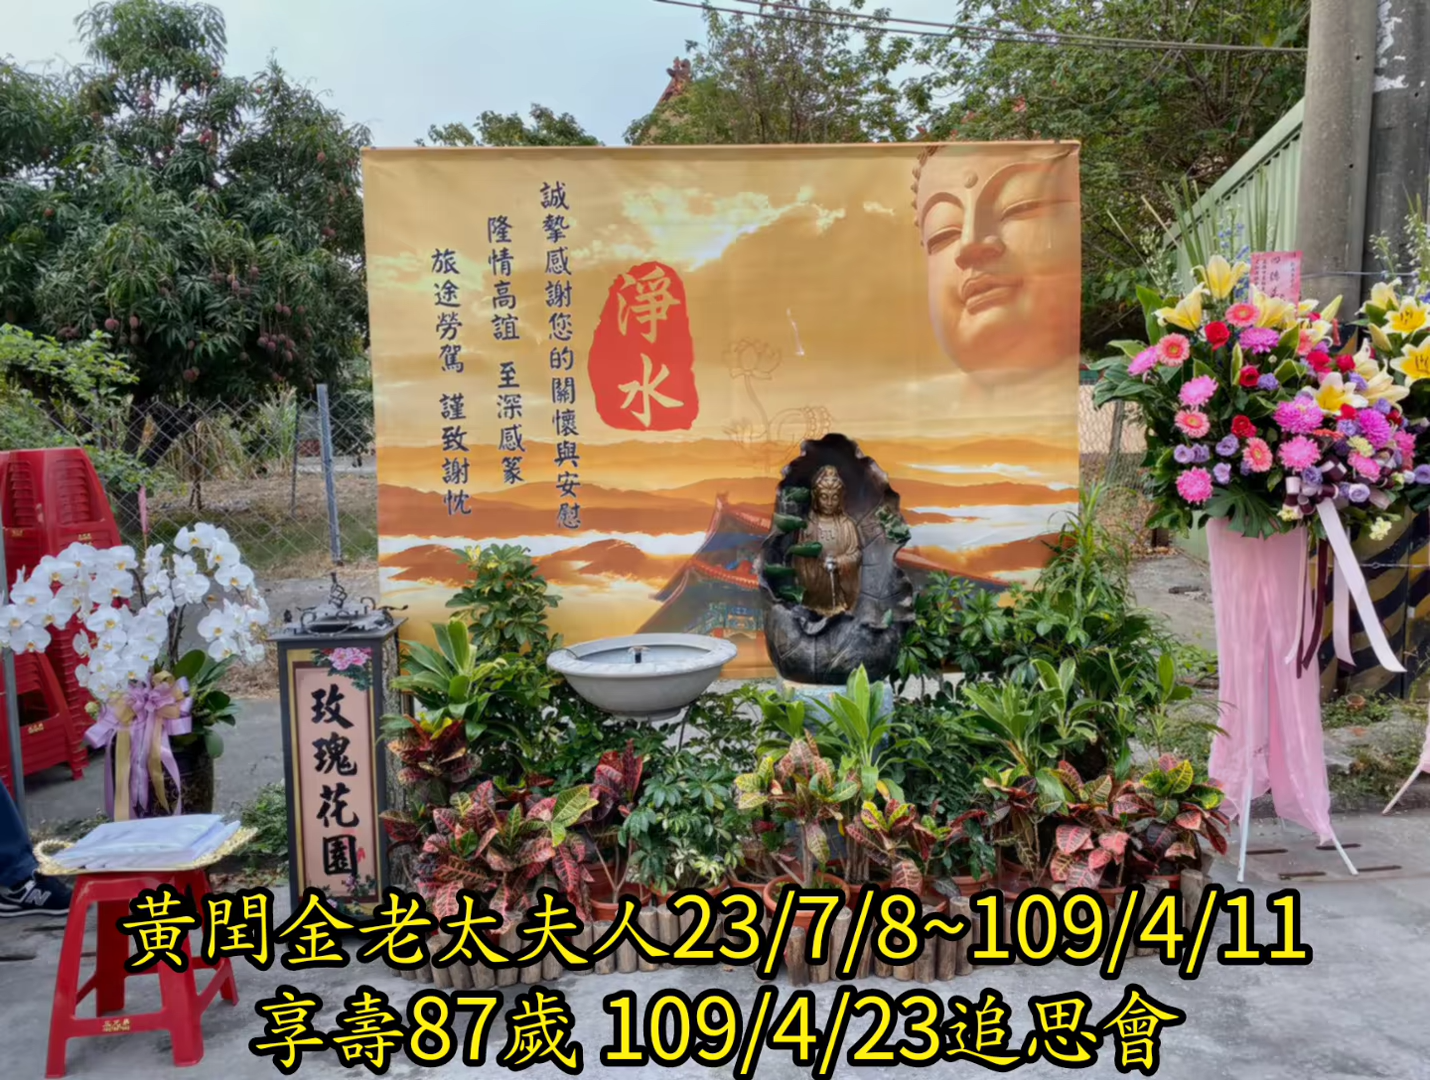 誠摯感謝您的關懷與安慰
隆情高誼 至深感篆
旅途勞駕 謹致謝忱
淨水
玫瑰花園
黃閏金老太夫人23/7/8~109/4/11
享壽87歲 109/4/23追思會